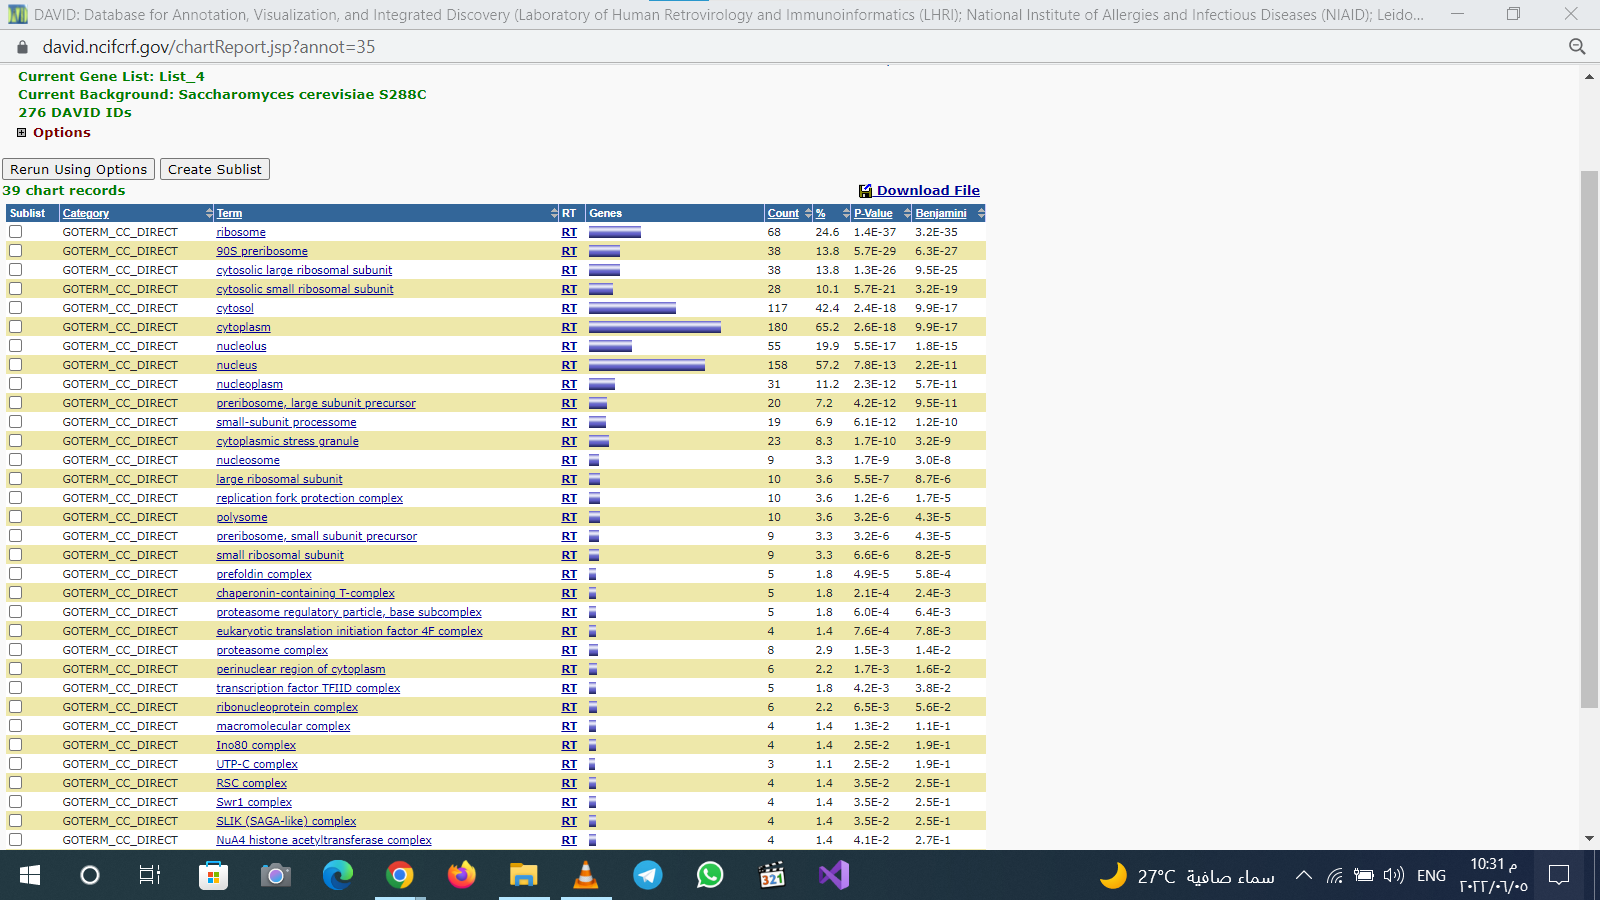 DAVID: Database for Annotation, Visualization, and Integrated Discovery (Laboratory of Human Retrovirology and Immunoinformatics (LHRI); National Institute of Allergies and Infectious Diseases (NIAID); Leido...
david.ncifcrf.gov/chartReport.jsp?annot=35
Current Gene List: List_4
Current Background: Saccharomyces cerevisiae S288C
276 DAVID IDs
Options
Rerun Using Options Create Sublist
39 chart records Download File
Sublist Category Term RT Genes Count % P-Value Benjamini
GOTERM_CC_DIRECT ribosome RT 68 24.6 1.4E-37 3.2E-35
GOTERM_CC_DIRECT 90S preribosome RT 38 13.8 5.7E-29 6.3E-27
GOTERM_CC_DIRECT cytosolic large ribosomal subunit RT 38 13.8 1.3E-26 9.5E-25
GOTERM_CC_DIRECT cytosolic small ribosomal subunit RT 28 10.1 5.7E-21 3.2E-19
GOTERM_CC_DIRECT cytosol RT 117 42.4 2.4E-18 9.9E-17
GOTERM_CC_DIRECT cytoplasm RT 180 65.2 2.6E-18 9.9E-17
GOTERM_CC_DIRECT nucleolus RT 55 19.9 5.5E-17 1.8E-15
GOTERM_CC_DIRECT nucleus RT 158 57.2 7.8E-13 2.2E-11
GOTERM_CC_DIRECT nucleoplasm RT 31 11.2 2.3E-12 5.7E-11
GOTERM_CC_DIRECT preribosome, large subunit precursor RT 20 7.2 4.2E-12 9.5E-11
GOTERM_CC_DIRECT small-subunit processome RT 19 6.9 6.1E-12 1.2E-10
GOTERM_CC_DIRECT cytoplasmic stress granule RT 23 8.3 1.7E-10 3.2E-9
GOTERM_CC_DIRECT nucleosome RT 9 3.3 1.7E-9 3.0E-8
GOTERM_CC_DIRECT large ribosomal subunit RT 10 3.6 5.5E-7 8.7E-6
GOTERM_CC_DIRECT replication fork protection complex RT 10 3.6 1.2E-6 1.7E-5
GOTERM_CC_DIRECT polysome RT 10 3.6 3.2E-6 4.3E-5
GOTERM_CC_DIRECT preribosome, small subunit precursor RT 9 3.3 3.2E-6 4.3E-5
GOTERM_CC_DIRECT small ribosomal subunit RT 9 3.3 6.6E-6 8.2E-5
GOTERM_CC_DIRECT prefoldin complex RT 5 1.8 4.9E-5 5.8E-4
GOTERM_CC_DIRECT chaperonin-containing T-complex RT 5 1.8 2.1E-4 2.4E-3
GOTERM_CC_DIRECT proteasome regulatory particle, base subcomplex RT 5 1.8 6.0E-4 6.4E-3
GOTERM_CC_DIRECT eukaryotic translation initiation factor 4F complex RT 4 1.4 7.6E-4 7.8E-3
GOTERM_CC_DIRECT proteasome complex RT 8 2.9 1.5E-3 1.4E-2
GOTERM_CC_DIRECT perinuclear region of cytoplasm RT 6 2.2 1.7E-3 1.6E-2
GOTERM_CC_DIRECT transcription factor TFIID complex RT 5 1.8 4.2E-3 3.8E-2
GOTERM_CC_DIRECT ribonucleoprotein complex RT 6 2.2 6.5E-3 5.6E-2
GOTERM_CC_DIRECT macromolecular complex RT 4 1.4 1.3E-2 1.1E-1
GOTERM_CC_DIRECT Ino80 complex RT 4 1.4 2.5E-2 1.9E-1
GOTERM_CC_DIRECT UTP-C complex RT 3 1.1 2.5E-2 1.9E-1
GOTERM_CC_DIRECT RSC complex RT 4 1.4 3.5E-2 2.5E-1
GOTERM_CC_DIRECT Swr1 complex RT 4 1.4 3.5E-2 2.5E-1
GOTERM_CC_DIRECT SLIK (SAGA-like) complex RT 4 1.4 3.5E-2 2.5E-1
GOTERM_CC_DIRECT NuA4 histone acetyltransferase complex RT 4 1.4 4.1E-2 2.7E-1
321
27°C سماء صافية
ENG
10:31 م
٢٠٢٢/٠٦/٠٥